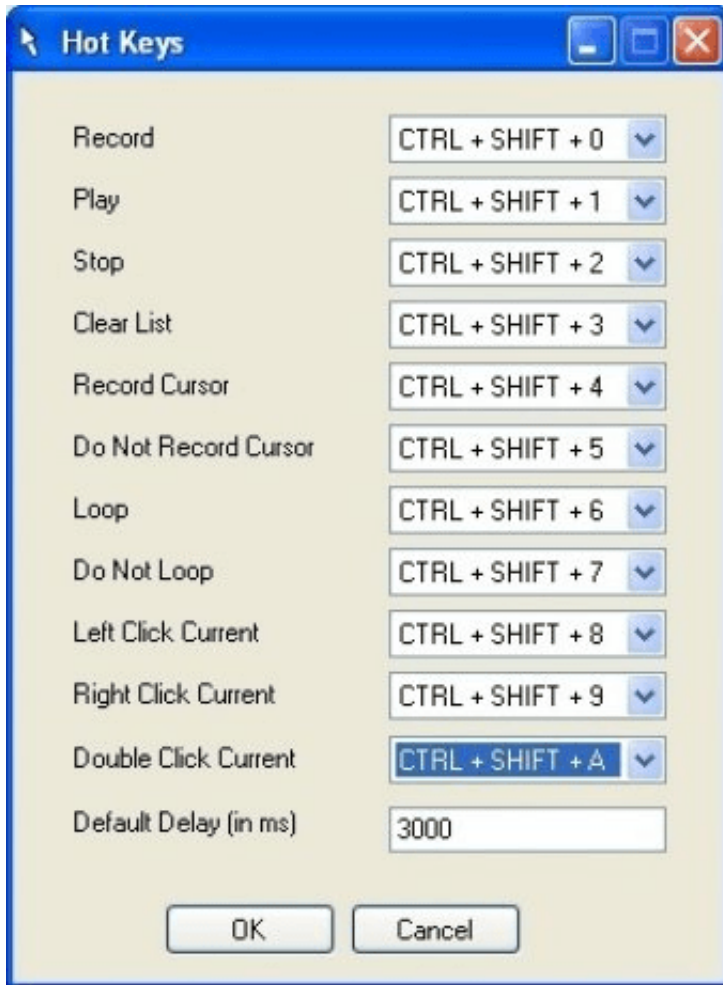 Hot Keys
Record CTRL + SHIFT + 0
Play CTRL + SHIFT + 1
Stop CTRL + SHIFT + 2
Clear List CTRL + SHIFT + 3
Record Cursor CTRL + SHIFT + 4
Do Not Record Cursor CTRL + SHIFT + 5
Loop CTRL + SHIFT + 6
Do Not Loop CTRL + SHIFT + 7
Left Click Current CTRL + SHIFT + 8
Right Click Current CTRL + SHIFT + 9
Double Click Current CTRL + SHIFT + A
Default Delay (in ms) 3000
OK Cancel